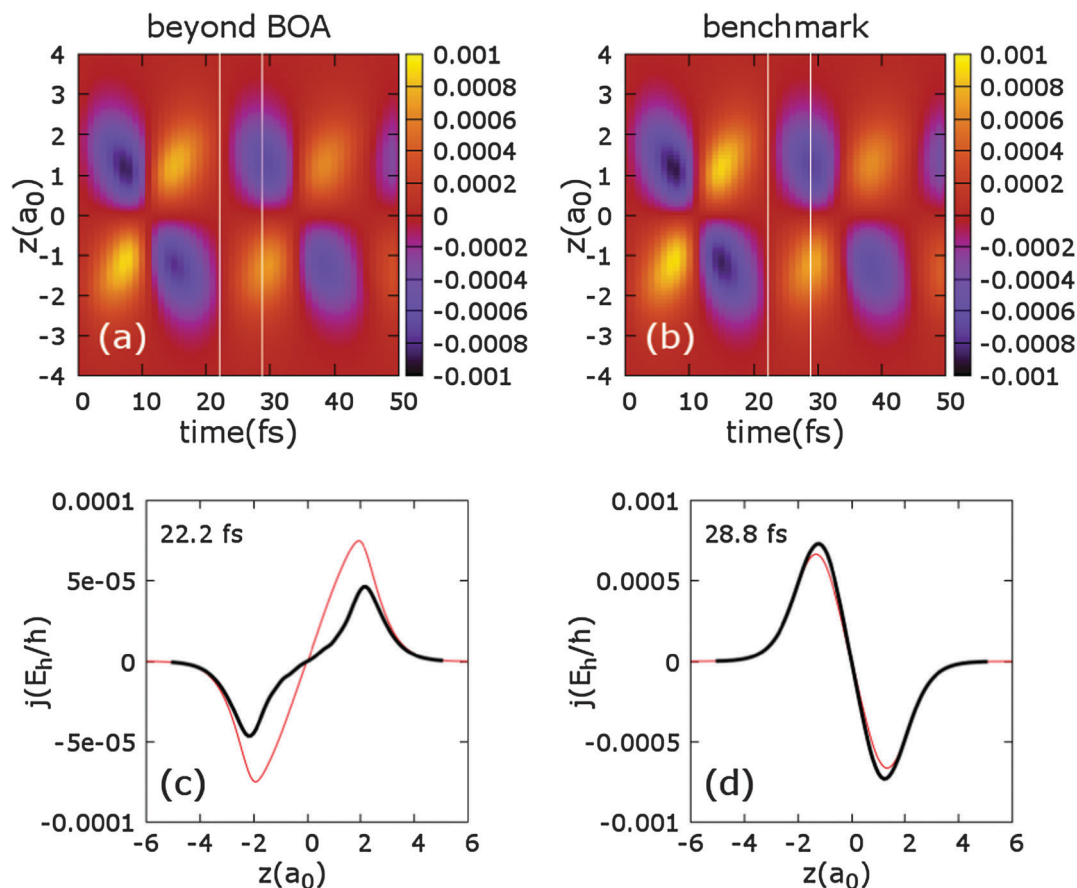 beyond BOA
benchmark
4
3
2
1
0
-1
-2
-3
-4
z(a0)
(a)
0 10 20 30 40 50
time(fs)
0.001
0.0008
0.0006
0.0004
0.0002
0
-0.0002
-0.0004
-0.0006
-0.0008
-0.001
4
3
2
1
0
-1
-2
-3
-4
z(a0)
(b)
0 10 20 30 40 50
time(fs)
0.001
0.0008
0.0006
0.0004
0.0002
0
-0.0002
-0.0004
-0.0006
-0.0008
-0.001
0.0001
5e-05
0
-5e-05
-0.0001
j(Eh/ħ)
22.2 fs
(c)
-6 -4 -2 0 2 4 6
z(a0)
0.001
0.0005
0
-0.0005
-0.001
j(Eh/ħ)
28.8 fs
(d)
-6 -4 -2 0 2 4 6
z(a0)